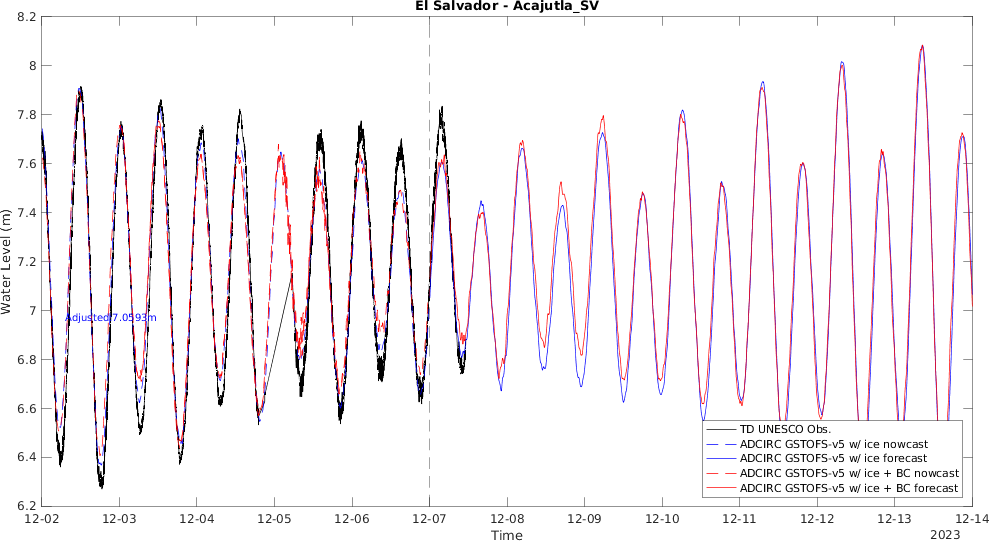 El Salvador - Acajutla_SV
8.2
8
7.8
7.6
7.4
7.2
7
6.8
6.6
6.4
6.2
Water Level (m)
Adjusted 7.0593m
TD UNESCO Obs.
ADCIRC GSTOFS-v5 w/ ice nowcast
ADCIRC GSTOFS-v5 w/ ice forecast
ADCIRC GSTOFS-v5 w/ ice + BC nowcast
ADCIRC GSTOFS-v5 w/ ice + BC forecast
12-02 12-03 12-04 12-05 12-06 12-07 12-08 12-09 12-10 12-11 12-12 12-13 12-14
Time
2023